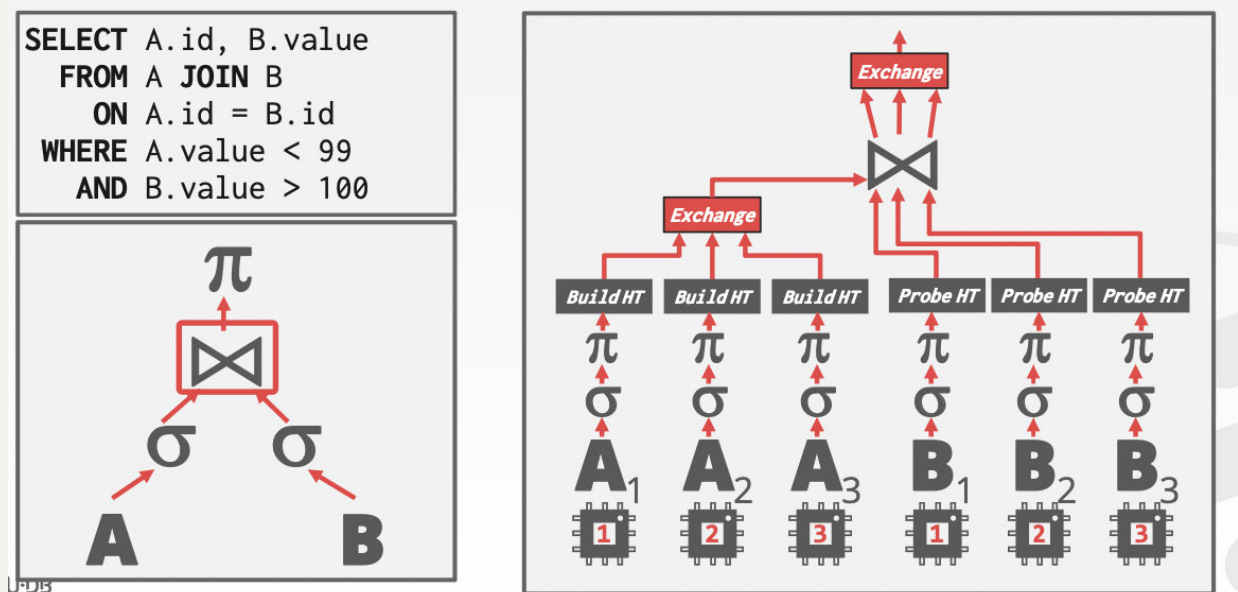 SELECT A.id, B.value
FROM A JOIN B
ON A.id = B.id
WHERE A.value < 99
AND B.value > 100
π
σ σ
A B
Exchange
Exchange
Build HT Build HT Build HT Probe HT Probe HT Probe HT
π π π π π π
σ σ σ σ σ σ
A1 A2 A3 B1 B2 B3
1 2 3 1 2 3